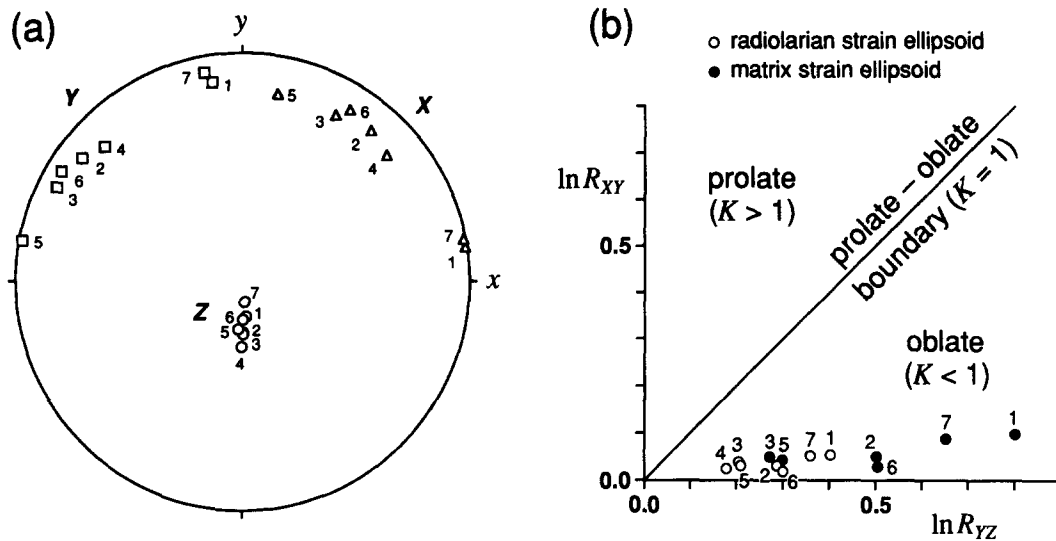 (a)
y
7 1
5
Y
X
3 6
2
4
4
2
6
3
5
7
1
x
Z
7
6 1
5 2
3
4
(b)
○ radiolarian strain ellipsoid
● matrix strain ellipsoid
ln R_XY
prolate
(K > 1)
prolate – oblate
boundary (K = 1)
0.5
oblate
(K < 1)
7 1
4 3 3 5 7 1 2
5 2 6 6
0.0
0.0 0.5
ln R_YZ